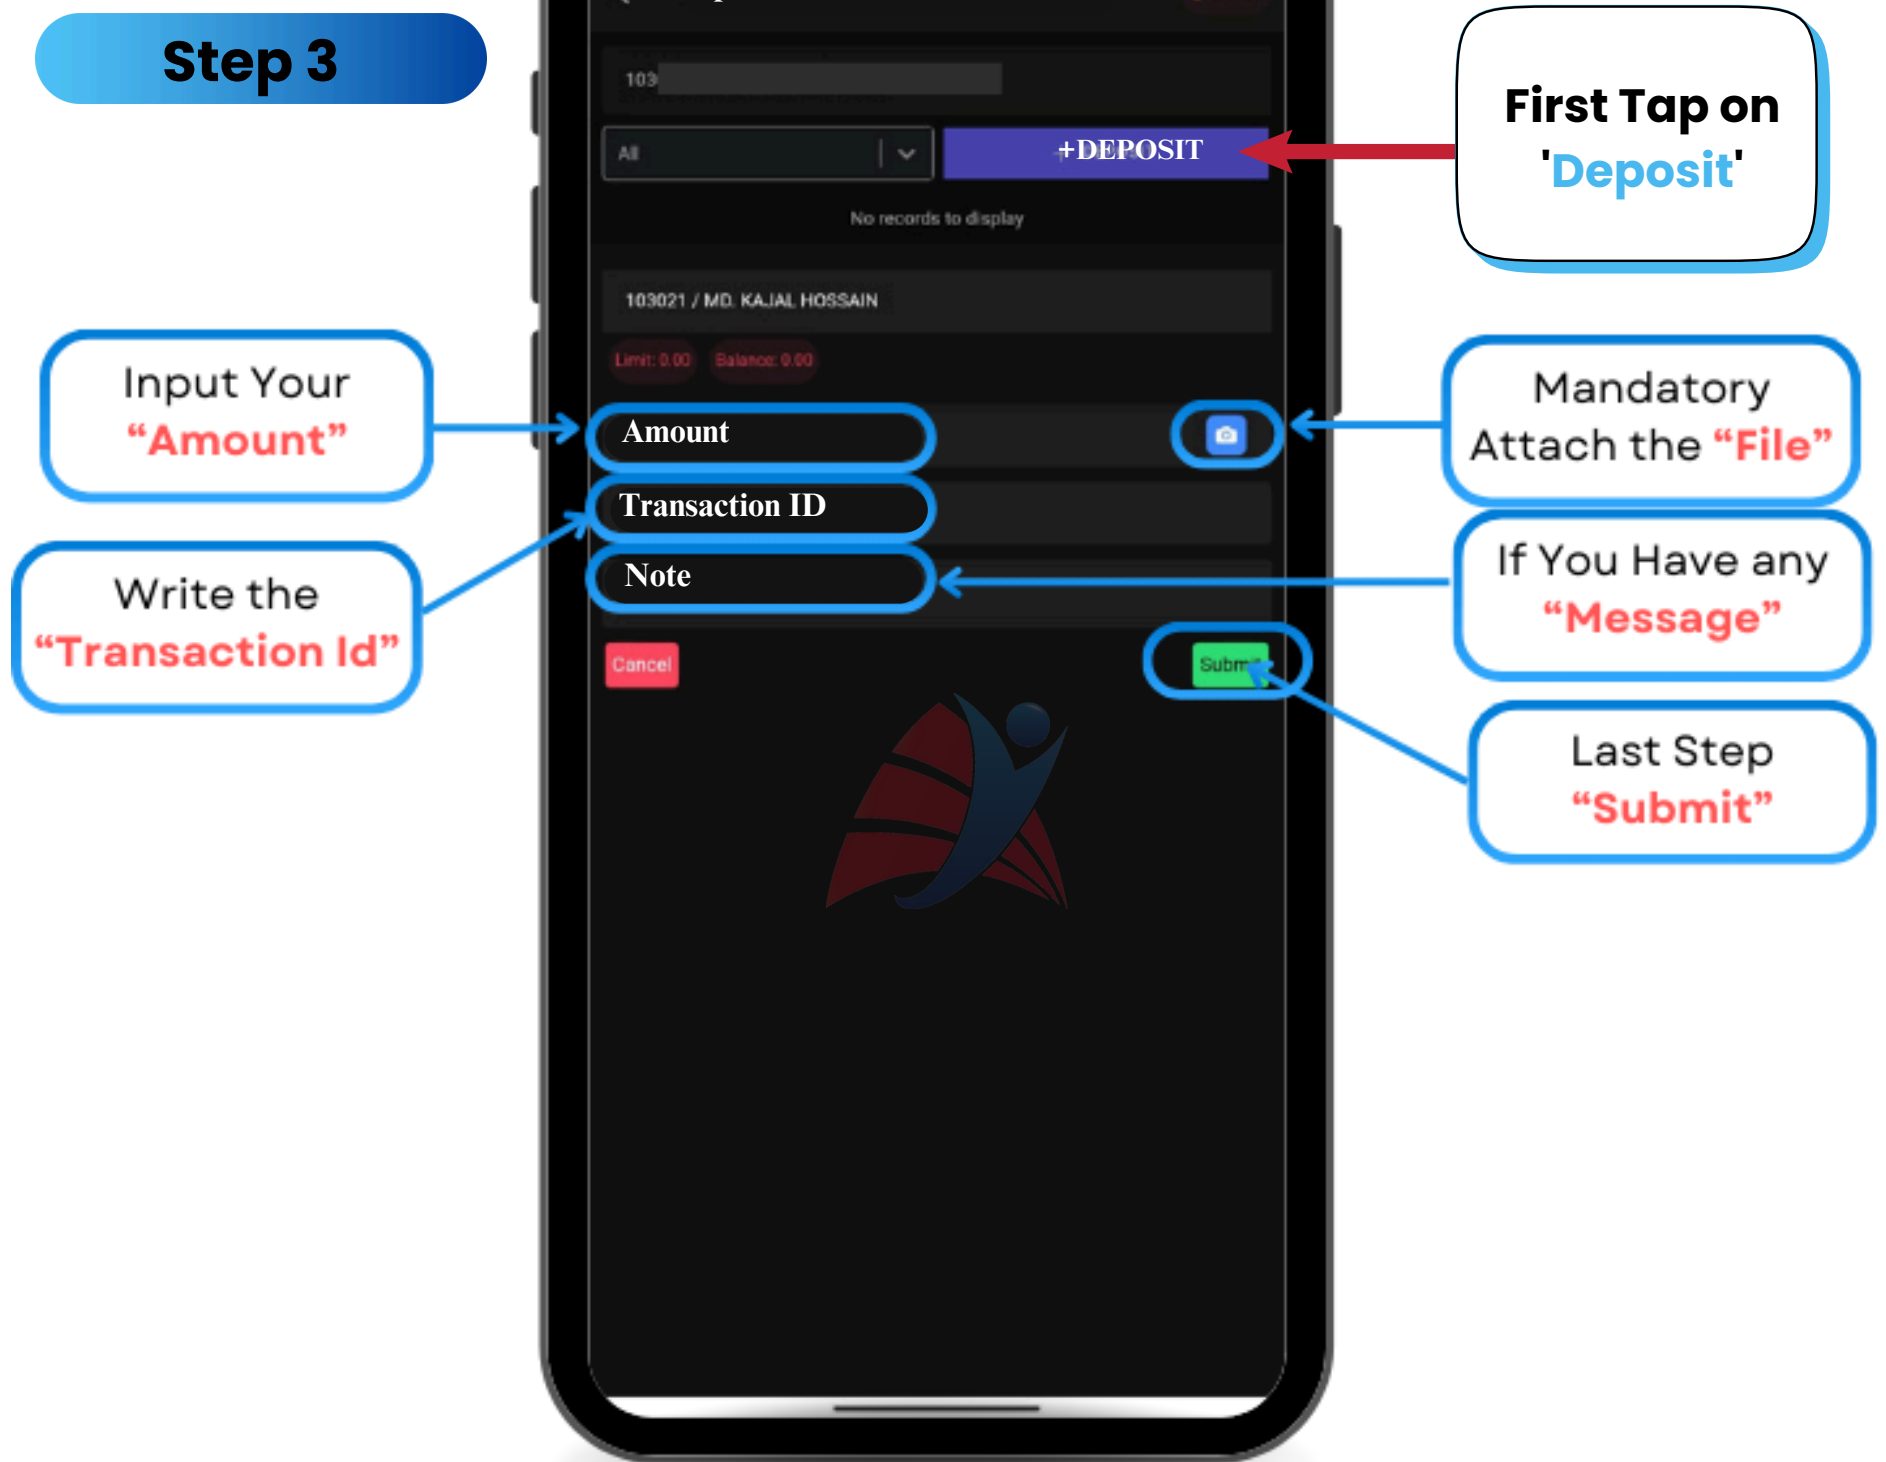 Step 3
103
All
+DEPOSIT
First Tap on
'Deposit'
No records to display
103021 / MD. KAJAL HOSSAIN
Limit: 0.00
Balance: 0.00
Input Your
“Amount”
Amount
Mandatory
Attach the “File”
Transaction ID
Write the
“Transaction Id”
Note
If You Have any
“Message”
Cancel
Submit
Last Step
“Submit”